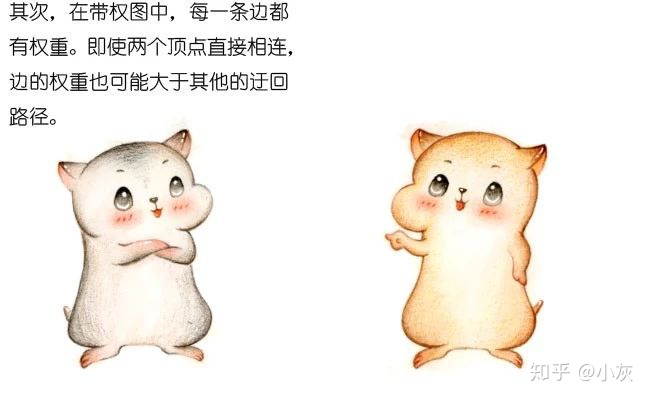 其次，在带权图中，每一条边都
有权重。即使两个顶点直接相连，
边的权重也可能大于其他的迂回
路径。
知乎 @小灰